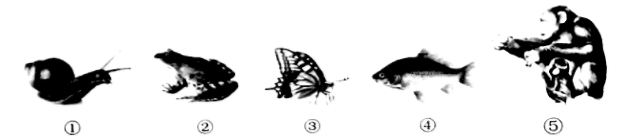 ① ② ③ ④ ⑤